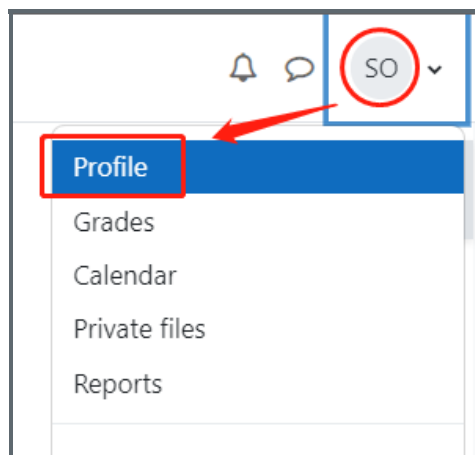 SO
Profile
Grades
Calendar
Private files
Reports